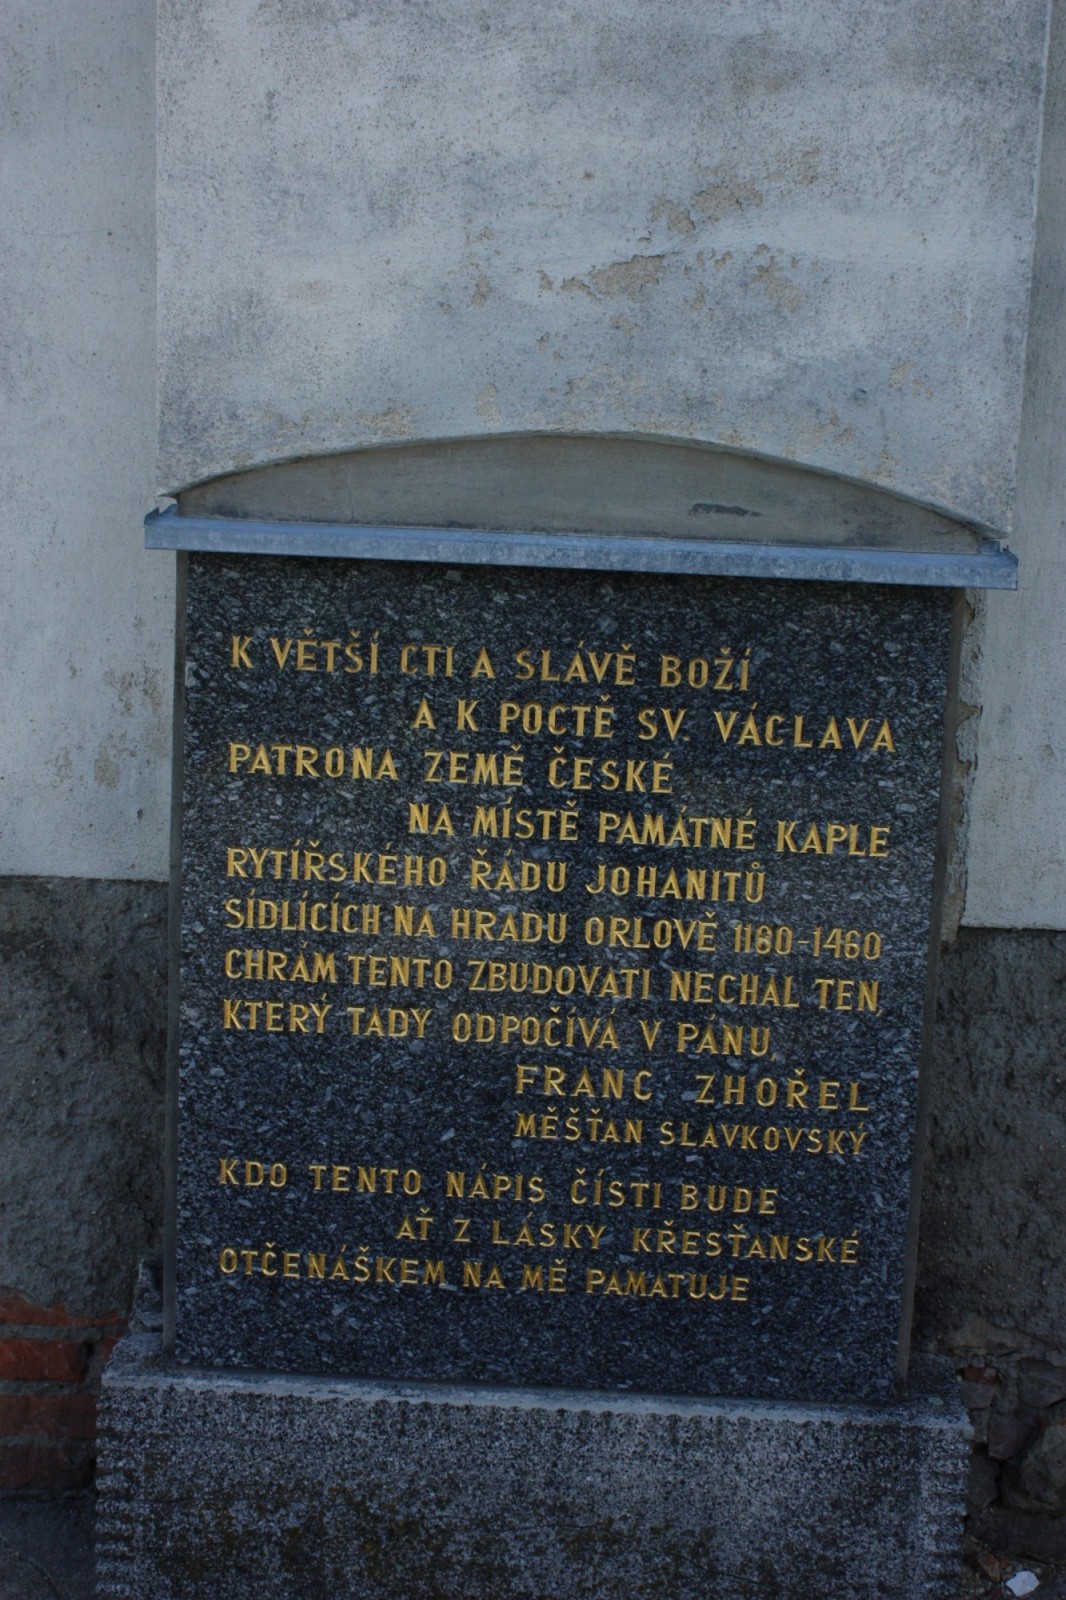 K VĚTŠÍ CTI A SLÁVĚ BOŽÍ
A K POCTĚ SV. VÁCLAVA
PATRONA ZEMĚ ČESKÉ
NA MÍSTĚ PAMÁTNÉ KAPLE
RYTÍŘSKÉHO ŘÁDU JOHANITŮ
SÍDLÍCÍCH NA HRADU ORLOVĚ 1180-1460
CHRÁM TENTO ZBUDOVATI NECHAL TEN,
KTERÝ TADY ODPOČÍVÁ V PÁNU,
FRANC ZHOŘEL
MĚŠŤAN SLAVKOVSKÝ
KDO TENTO NÁPIS ČÍSTI BUDE
AŤ Z LÁSKY KŘESŤANSKÉ
OTČENÁŠKEM NA MĚ PAMATUJE